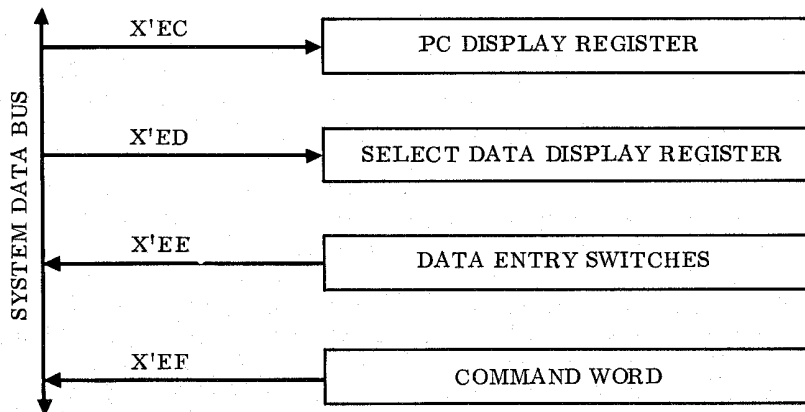 X'EC
PC DISPLAY REGISTER
X'ED
SELECT DATA DISPLAY REGISTER
SYSTEM DATA BUS
X'EE
DATA ENTRY SWITCHES
X'EF
COMMAND WORD